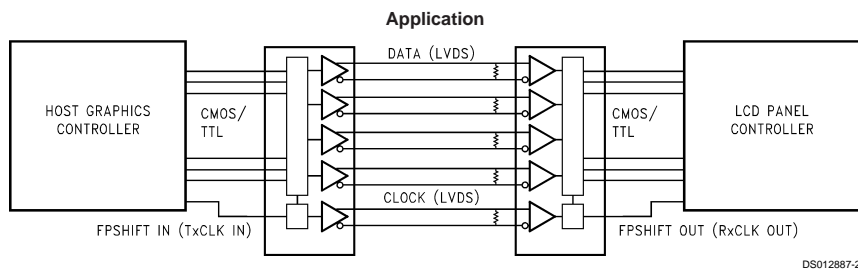 Application
DATA (LVDS)
HOST GRAPHICS
CONTROLLER
CMOS/
TTL
CMOS/
TTL
LCD PANEL
CONTROLLER
CLOCK (LVDS)
FPSHIFT IN (TxCLK IN)
FPSHIFT OUT (RxCLK OUT)
DS012887-2